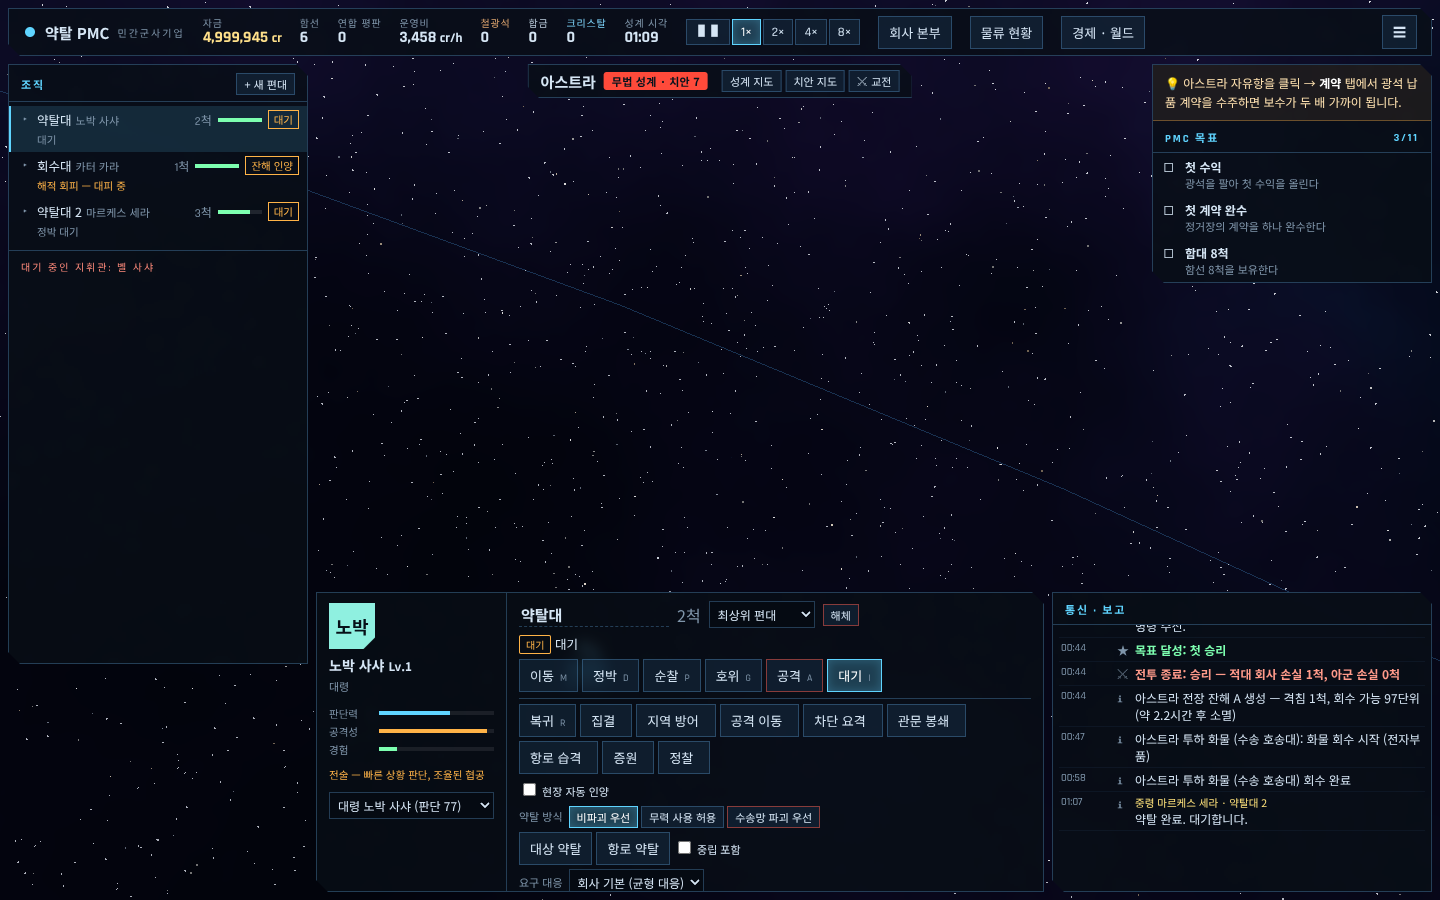 약탈 PMC 민간군사기업
자금
4,999,945 cr
함선
6
연합 평판
0
운영비
3,458 cr/h
철광석
0
합금
0
크리스탈
0
성계 시각
01:09
1×
2×
4×
8×
회사 본부
물류 현황
경제 · 월드
조직
+ 새 편대
약탈대 노박 사샤
2척
대기
대기
회수대 카터 카라
1척
잔해 인양
해적 회피 — 대피 중
약탈대 2 마르케스 세라
3척
대기
정박 대기
대기 중인 지휘관: 벨 사샤
아스트라
무법 성계 · 치안 7
성계 지도
치안 지도
⚔ 교전
💡 아스트라 자유항을 클릭 → 계약 탭에서 광석 납
품 계약을 수주하면 보수가 두 배 가까이 됩니다.
PMC 목표
3/11
첫 수익
광석을 팔아 첫 수익을 올린다
첫 계약 완수
정거장의 계약을 하나 완수한다
함대 8척
함선 8척을 보유한다
노박
노박 사샤 Lv.1
대령
판단력
공격성
경험
전술 — 빠른 상황 판단, 조율된 협공
대령 노박 사샤 (판단 77)
약탈대
2척
최상위 편대
해체
대기 대기
이동 M
정박 D
순찰 P
호위 G
공격 A
대기 I
복귀 R
집결
지역 방어
공격 이동
차단 요격
관문 봉쇄
항로 습격
증원
정찰
현장 자동 인양
약탈 방식
비파괴 우선
무력 사용 허용
수송망 파괴 우선
대상 약탈
항로 약탈
중립 포함
요구 대응
회사 기본 (균형 대응)
통신 · 보고
명령 수신.
00:44 ★ 목표 달성: 첫 승리
00:44 ⚔ 전투 종료: 승리 — 적대 회사 손실 1척, 아군 손실 0척
00:44 ℹ 아스트라 전장 잔해 A 생성 — 격침 1척, 회수 가능 97단위
(약 2.2시간 후 소멸)
00:47 ℹ 아스트라 투하 화물 (수송 호송대): 화물 회수 시작 (전자부
품)
00:58 ℹ 아스트라 투하 화물 (수송 호송대) 회수 완료
01:07 ℹ 중령 마르케스 세라 · 약탈대 2
약탈 완료. 대기합니다.